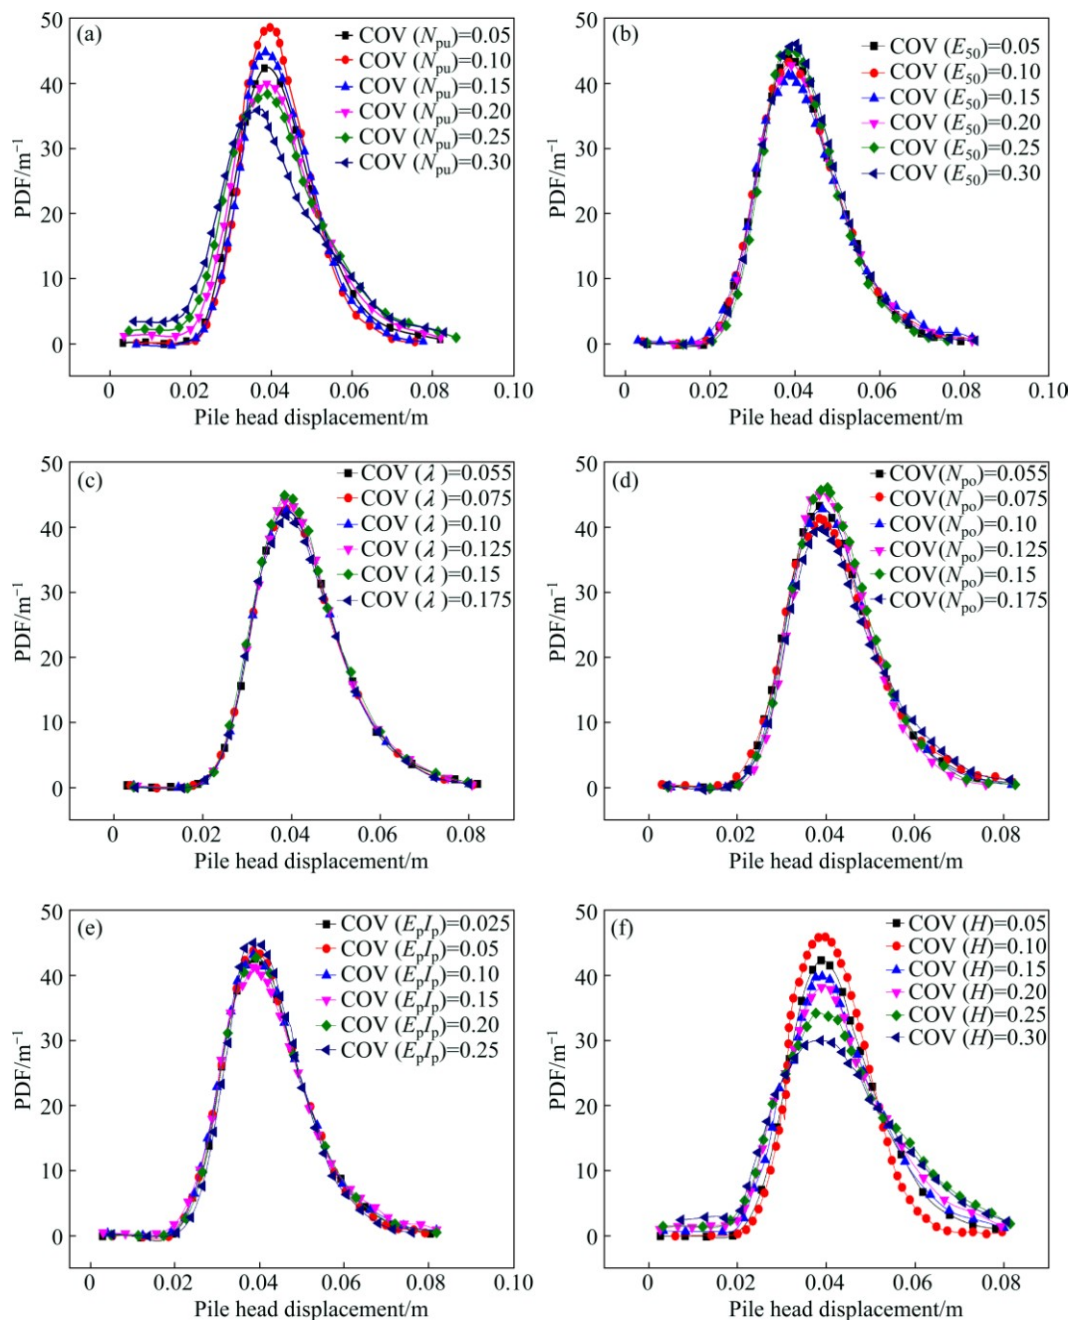 (a)
COV (Npu)=0.05
COV (Npu)=0.10
COV (Npu)=0.15
COV (Npu)=0.20
COV (Npu)=0.25
COV (Npu)=0.30
50
40
30
20
10
0
PDF/m⁻¹
0 0.02 0.04 0.06 0.08 0.10
Pile head displacement/m
(b)
COV (E50)=0.05
COV (E50)=0.10
COV (E50)=0.15
COV (E50)=0.20
COV (E50)=0.25
COV (E50)=0.30
50
40
30
20
10
0
PDF/m⁻¹
0 0.02 0.04 0.06 0.08 0.10
Pile head displacement/m
(c)
COV (λ)=0.055
COV (λ)=0.075
COV (λ)=0.10
COV (λ)=0.125
COV (λ)=0.15
COV (λ)=0.175
50
40
30
20
10
0
PDF/m⁻¹
0 0.02 0.04 0.06 0.08
Pile head displacement/m
(d)
COV(Npo)=0.055
COV(Npo)=0.075
COV(Npo)=0.10
COV(Npo)=0.125
COV(Npo)=0.15
COV(Npo)=0.175
50
40
30
20
10
0
PDF/m⁻¹
0 0.02 0.04 0.06 0.08
Pile head displacement/m
(e)
COV (EpIp)=0.025
COV (EpIp)=0.05
COV (EpIp)=0.10
COV (EpIp)=0.15
COV (EpIp)=0.20
COV (EpIp)=0.25
50
40
30
20
10
0
PDF/m⁻¹
0 0.02 0.04 0.06 0.08 0.10
Pile head displacement/m
(f)
COV (H)=0.05
COV (H)=0.10
COV (H)=0.15
COV (H)=0.20
COV (H)=0.25
COV (H)=0.30
50
40
30
20
10
0
PDF/m⁻¹
0 0.02 0.04 0.06 0.08
Pile head displacement/m